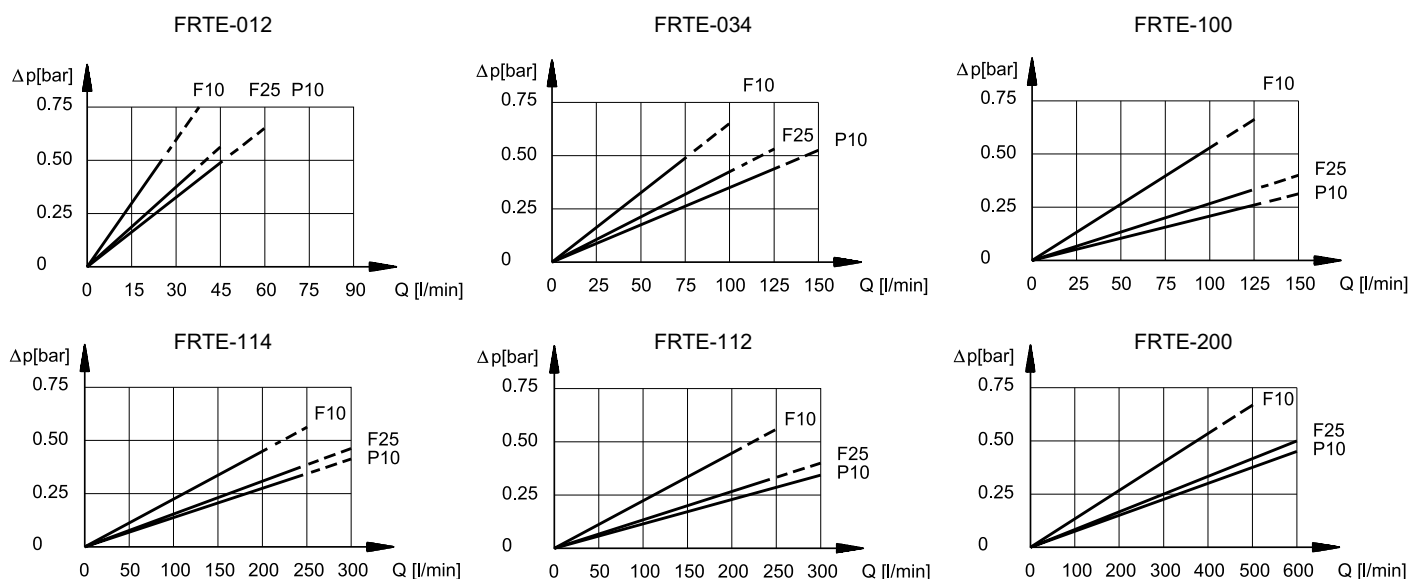 FRTE-012
Δp[bar]
F10 F25 P10
0.75
0.50
0.25
0
0 15 30 45 60 75 90 Q [l/min]
FRTE-034
Δp[bar]
F10
0.75
F25 P10
0.50
0.25
0
0 25 50 75 100 125 150 Q [l/min]
FRTE-100
Δp[bar]
F10
0.75
0.50
F25
P10
0.25
0
0 25 50 75 100 125 150 Q [l/min]
FRTE-114
Δp[bar]
0.75
F10
0.50
F25
P10
0.25
0
0 50 100 150 200 250 300 Q [l/min]
FRTE-112
Δp[bar]
0.75
F10
0.50
F25
P10
0.25
0
0 50 100 150 200 250 300 Q [l/min]
FRTE-200
Δp[bar]
0.75
F10
0.50
F25
P10
0.25
0
0 100 200 300 400 500 600 Q [l/min]